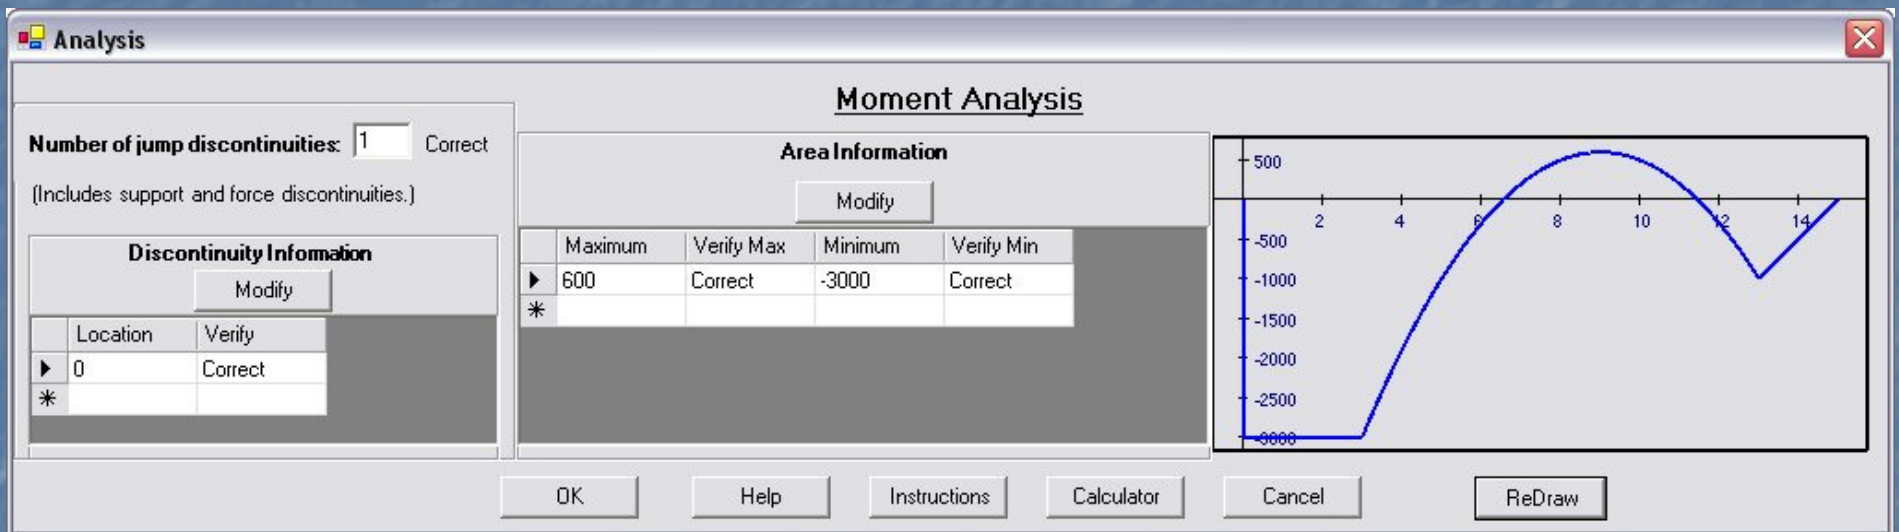 Analysis
Moment Analysis
Number of jump discontinuities: 1 Correct
(Includes support and force discontinuities.)
Discontinuity Information
Modify
Location Verify
0 Correct
Area Information
Modify
Maximum Verify Max Minimum Verify Min
600 Correct -3000 Correct
500
2 4 6 8 10 12 14
-500
-1000
-1500
-2000
-2500
-3000
OK Help Instructions Calculator Cancel ReDraw